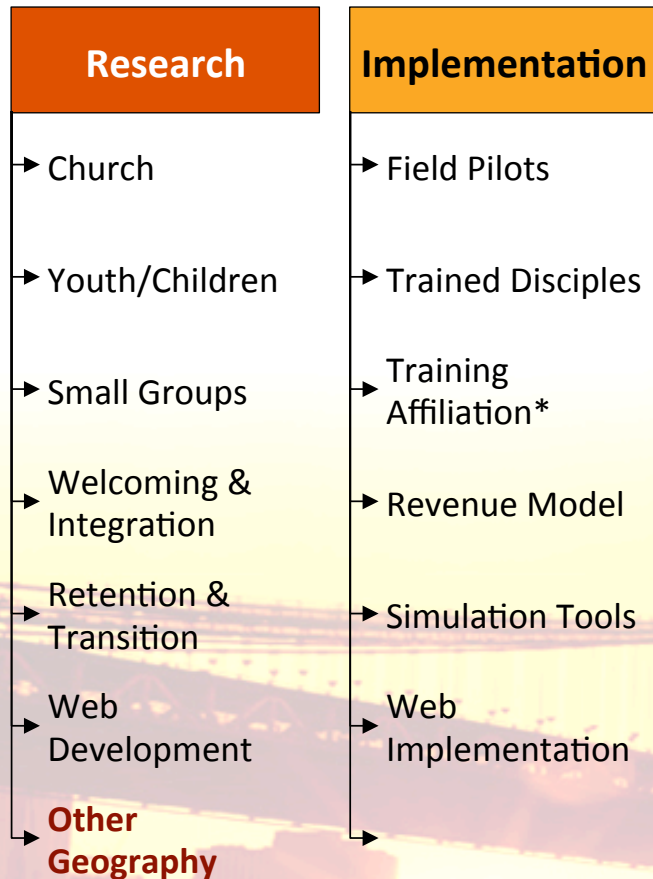 Research
Church
Youth/Children
Small Groups
Welcoming &
Integration
Retention &
Transition
Web
Development
Other
Geography
Implementation
Field Pilots
Trained Disciples
Training
Affiliation*
Revenue Model
Simulation Tools
Web
Implementation